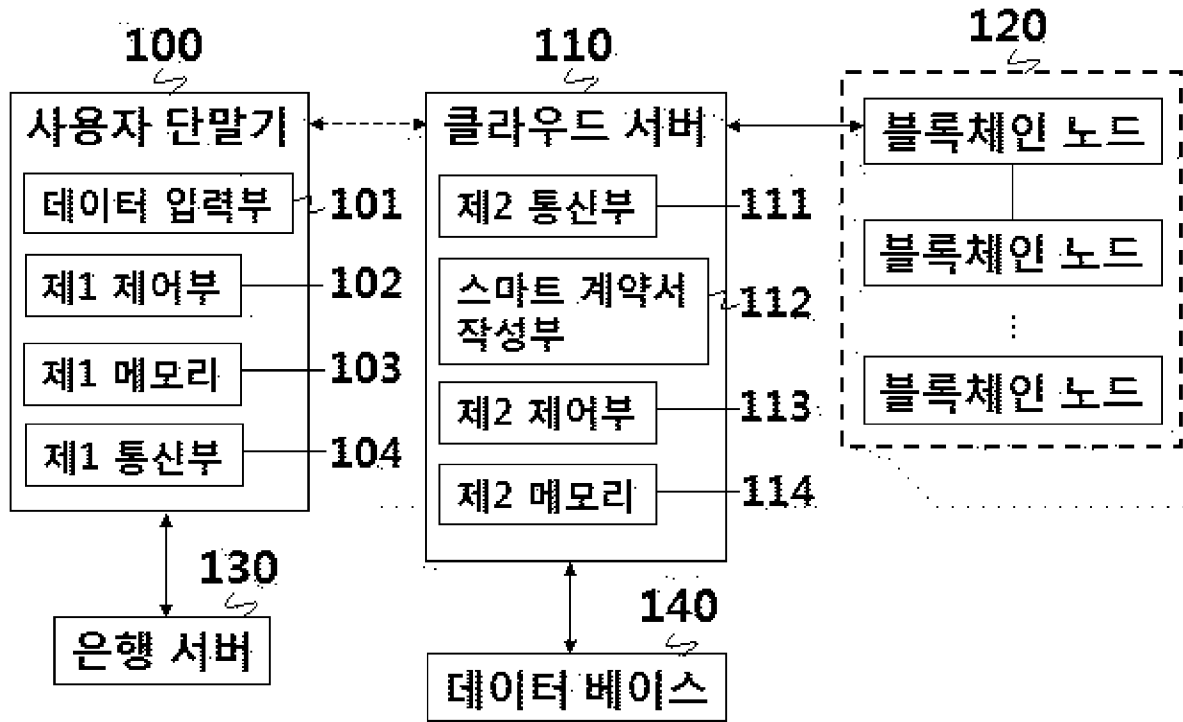 100
사용자 단말기
데이터 입력부
101
제1 제어부
102
제1 메모리
103
제1 통신부
104
110
클라우드 서버
제2 통신부
111
스마트 계약서
작성부
112
제2 제어부
113
제2 메모리
114
120
블록체인 노드
블록체인 노드
⋮
블록체인 노드
130
은행 서버
140
데이터 베이스